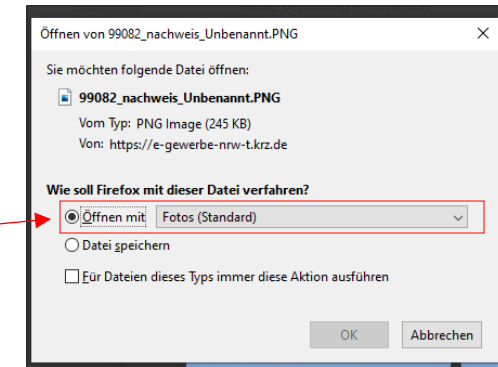 Öffnen von 99082_nachweis_Unbenannt.PNG
Sie möchten folgende Datei öffnen:
99082_nachweis_Unbenannt.PNG
Vom Typ: PNG Image (245 KB)
Von: https://e-gewerbe-nrw-t.krz.de
Wie soll Firefox mit dieser Datei verfahren?
Öffnen mit Fotos (Standard)
Datei speichern
Für Dateien dieses Typs immer diese Aktion ausführen
OK Abbrechen